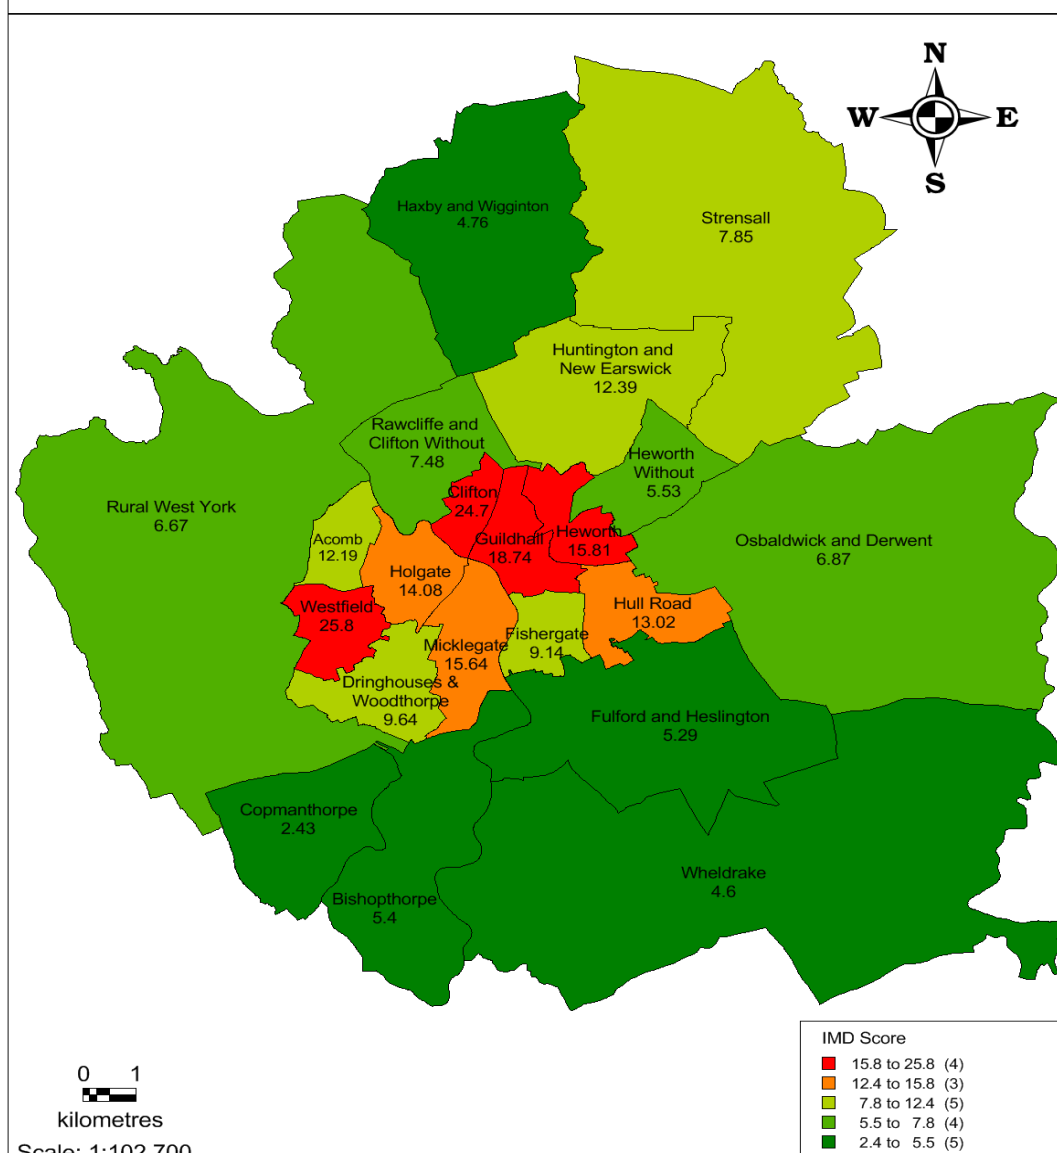 N
W E
S
Haxby and Wigginton
4.76
Strensall
7.85
Huntington and
New Earswick
12.39
Rawcliffe and
Clifton Without
7.48
Heworth
Without
5.53
Rural West York
6.67
Clifton
24.7
Guildhall
18.74
Heworth
15.81
Osbaldwick and Derwent
6.87
Acomb
12.19
Holgate
14.08
Westfield
25.8
Hull Road
13.02
Micklegate
15.64
Fishergate
9.14
Dringhouses &
Woodthorpe
9.64
Fulford and Heslington
5.29
Copmanthorpe
2.43
Wheldrake
4.6
Bishopthorpe
5.4
0 1
kilometres
Scale: 1:102,700
IMD Score
15.8 to 25.8 (4)
12.4 to 15.8 (3)
7.8 to 12.4 (5)
5.5 to 7.8 (4)
2.4 to 5.5 (5)